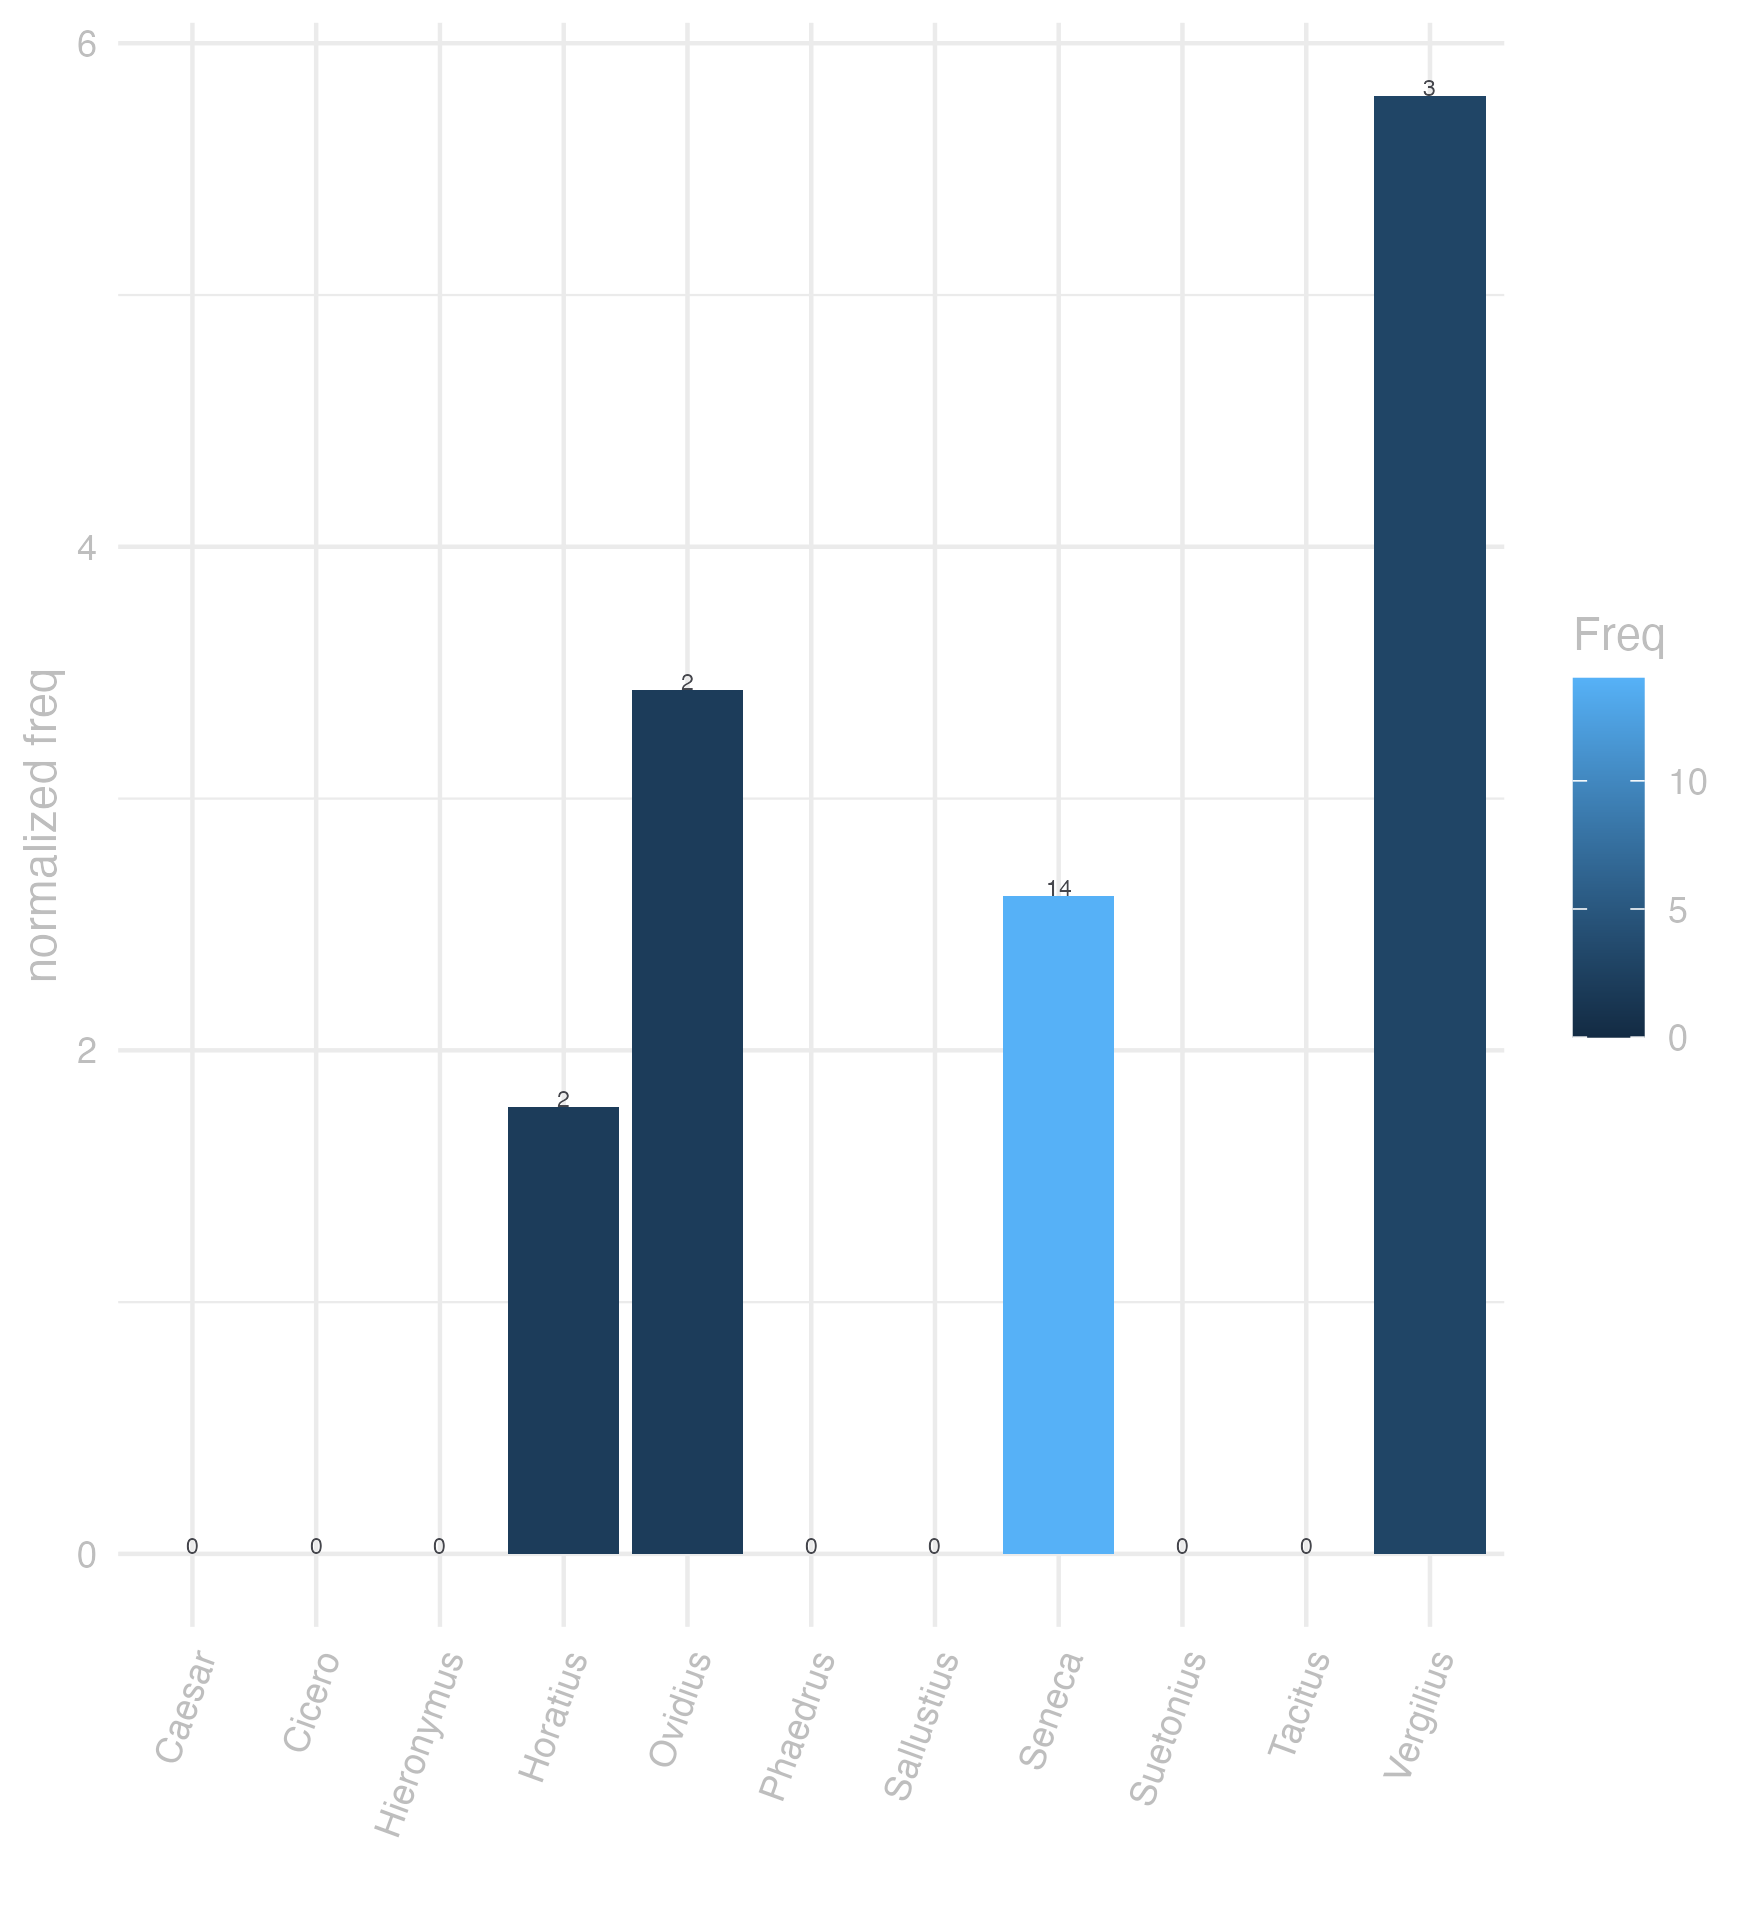 normalized freq
6
4
2
0
3
2
14
2
0
0
0
0
0
0
0
Caesar
Cicero
Hieronymus
Horatius
Ovidius
Phaedrus
Sallustius
Seneca
Suetonius
Tacitus
Vergilius
Freq
10
5
0